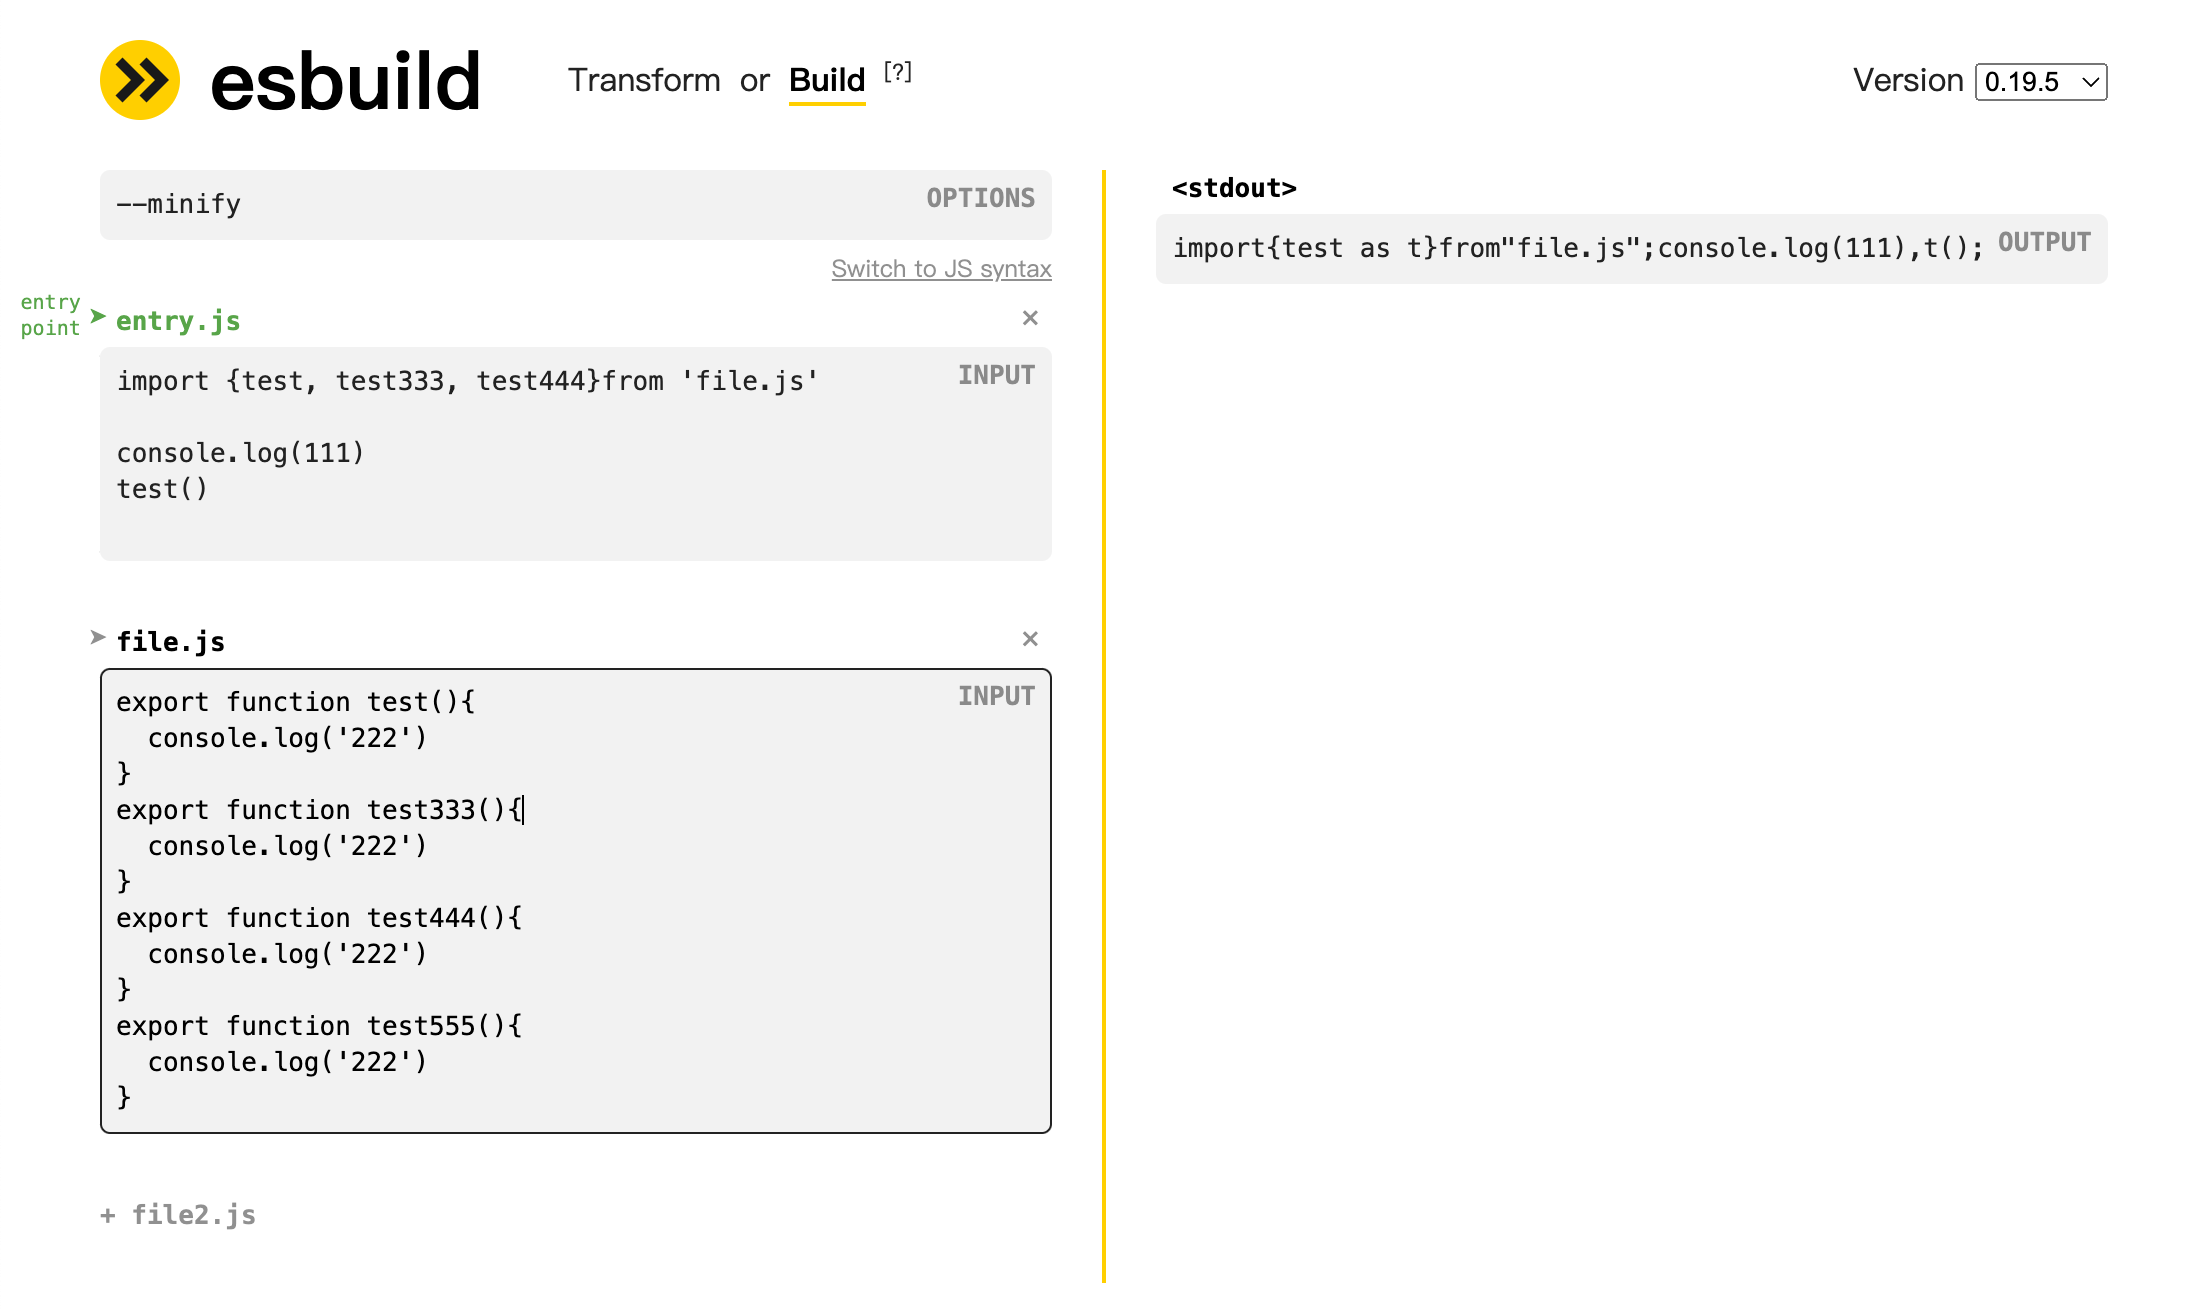 esbuild
Transform or Build [?]
Version 0.19.5
--minify
OPTIONS
Switch to JS syntax
entry
point
entry.js
import {test, test333, test444}from 'file.js'
INPUT
console.log(111)
test()
file.js
export function test(){
INPUT
  console.log('222')
}
export function test333(){
  console.log('222')
}
export function test444(){
  console.log('222')
}
export function test555(){
  console.log('222')
}
+ file2.js
<stdout>
import{test as t}from"file.js";console.log(111),t();
OUTPUT